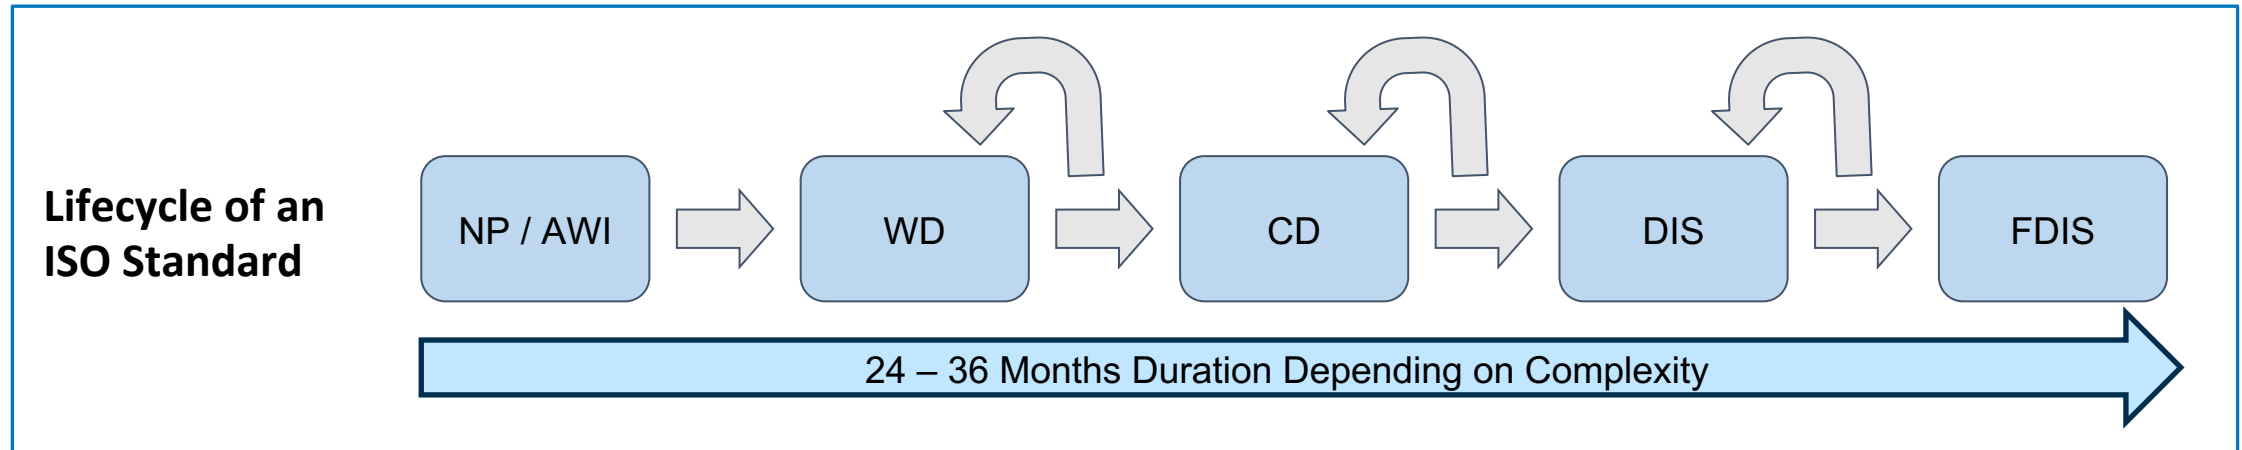 Lifecycle of an
ISO Standard
NP / AWI
WD
CD
DIS
FDIS
24 – 36 Months Duration Depending on Complexity